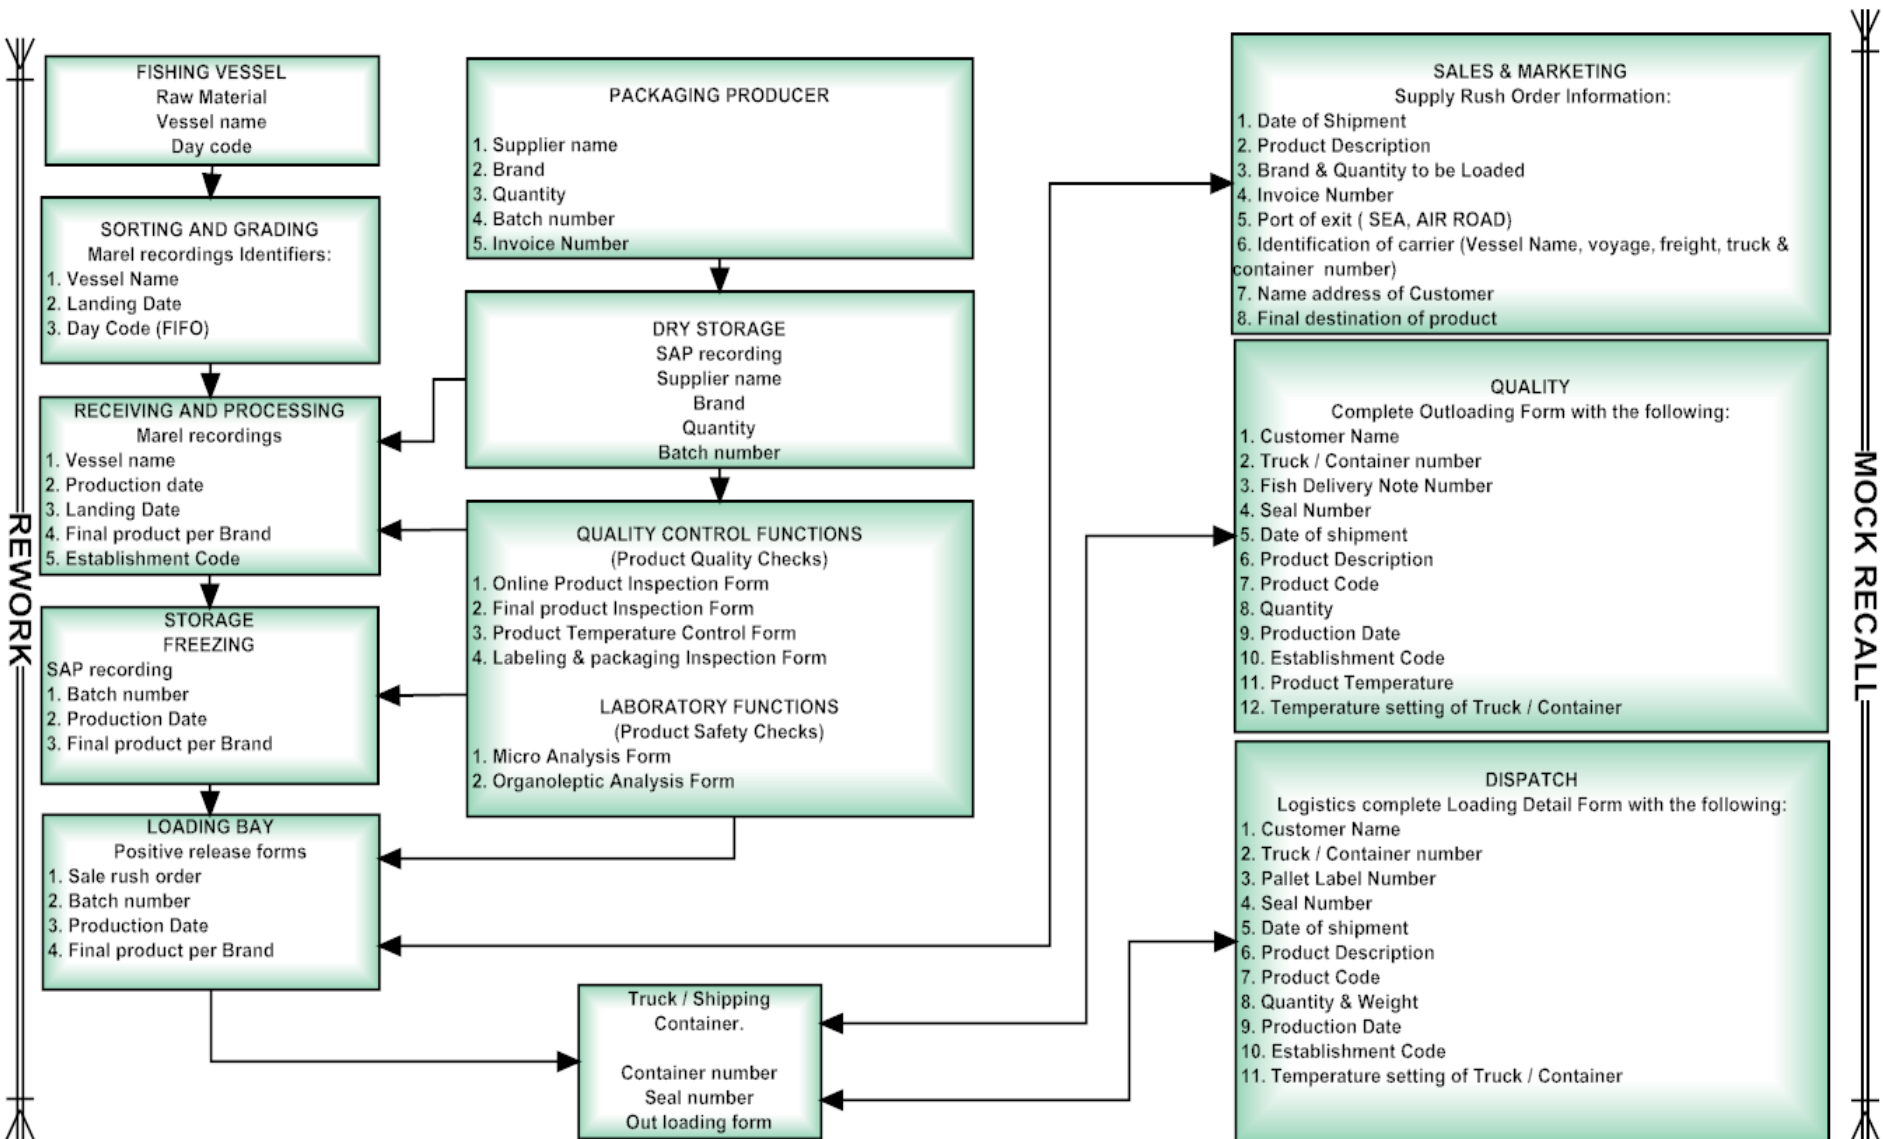 REWORK
FISHING VESSEL
Raw Material
Vessel name
Day code
SORTING AND GRADING
Marel recordings Identifiers:
1. Vessel Name
2. Landing Date
3. Day Code (FIFO)
RECEIVING AND PROCESSING
Marel recordings
1. Vessel name
2. Production date
3. Landing Date
4. Final product per Brand
5. Establishment Code
STORAGE
FREEZING
SAP recording
1. Batch number
2. Production Date
3. Final product per Brand
LOADING BAY
Positive release forms
1. Sale rush order
2. Batch number
3. Production Date
4. Final product per Brand
PACKAGING PRODUCER
1. Supplier name
2. Brand
3. Quantity
4. Batch number
5. Invoice Number
DRY STORAGE
SAP recording
Supplier name
Brand
Quantity
Batch number
QUALITY CONTROL FUNCTIONS
(Product Quality Checks)
1. Online Product Inspection Form
2. Final product Inspection Form
3. Product Temperature Control Form
4. Labeling & packaging Inspection Form
LABORATORY FUNCTIONS
(Product Safety Checks)
1. Micro Analysis Form
2. Organoleptic Analysis Form
Truck / Shipping
Container.
Container number
Seal number
Out loading form
SALES & MARKETING
Supply Rush Order Information:
1. Date of Shipment
2. Product Description
3. Brand & Quantity to be Loaded
4. Invoice Number
5. Port of exit ( SEA, AIR ROAD)
6. Identification of carrier (Vessel Name, voyage, freight, truck &
container number)
7. Name address of Customer
8. Final destination of product
QUALITY
Complete Outloading Form with the following:
1. Customer Name
2. Truck / Container number
3. Fish Delivery Note Number
4. Seal Number
5. Date of shipment
6. Product Description
7. Product Code
8. Quantity
9. Production Date
10. Establishment Code
11. Product Temperature
12. Temperature setting of Truck / Container
DISPATCH
Logistics complete Loading Detail Form with the following:
1. Customer Name
2. Truck / Container number
3. Pallet Label Number
4. Seal Number
5. Date of shipment
6. Product Description
7. Product Code
8. Quantity & Weight
9. Production Date
10. Establishment Code
11. Temperature setting of Truck / Container
MOCK RECALL